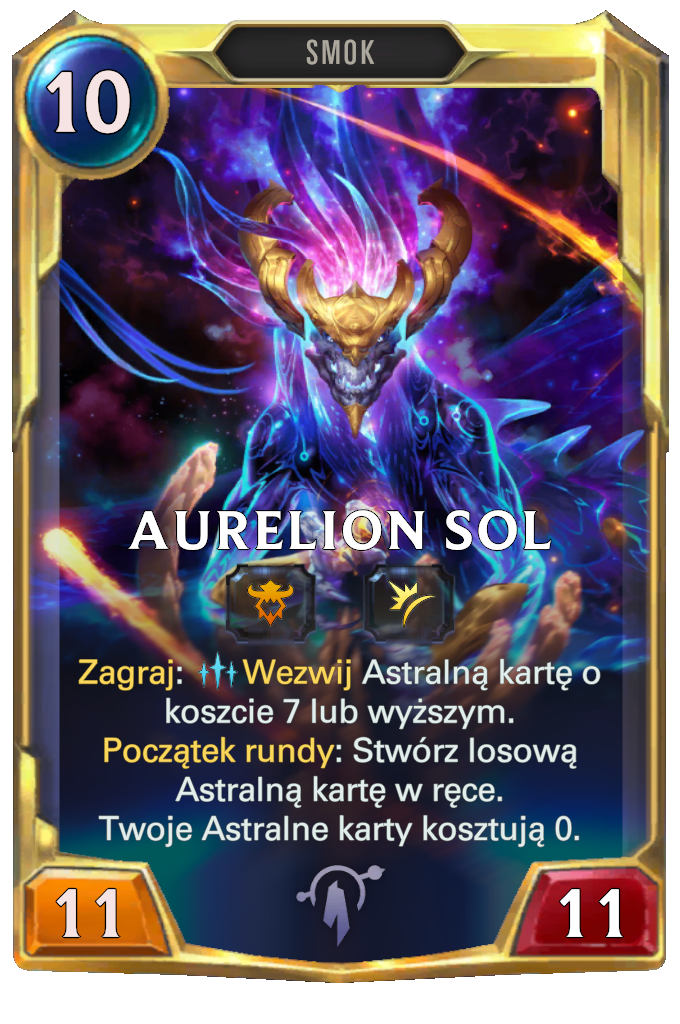 SMOK
10
AURELION SOL
Zagraj: Wezwij Astralną kartę o
koszcie 7 lub wyższym.
Początek rundy: Stwórz losową
Astralną kartę w ręce.
Twoje Astralne karty kosztują 0.
11
11